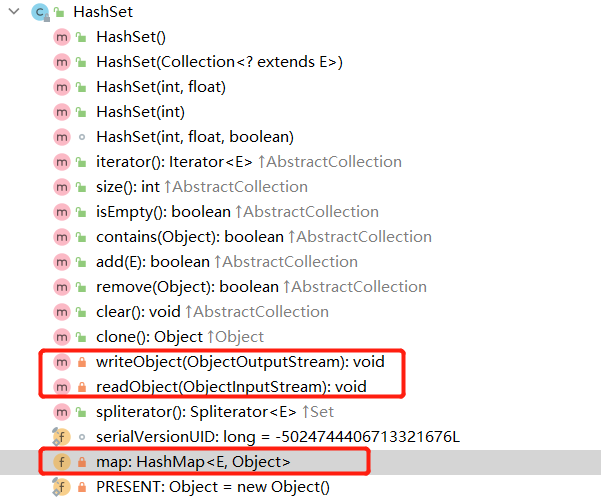 HashSet
HashSet()
HashSet(Collection<? extends E>)
HashSet(int, float)
HashSet(int)
HashSet(int, float, boolean)
iterator(): Iterator<E> ↑AbstractCollection
size(): int ↑AbstractCollection
isEmpty(): boolean ↑AbstractCollection
contains(Object): boolean ↑AbstractCollection
add(E): boolean ↑AbstractCollection
remove(Object): boolean ↑AbstractCollection
clear(): void ↑AbstractCollection
clone(): Object ↑Object
writeObject(ObjectOutputStream): void
readObject(ObjectInputStream): void
spliterator(): Spliterator<E> ↑Set
serialVersionUID: long = -5024744406713321676L
map: HashMap<E, Object>
PRESENT: Object = new Object()